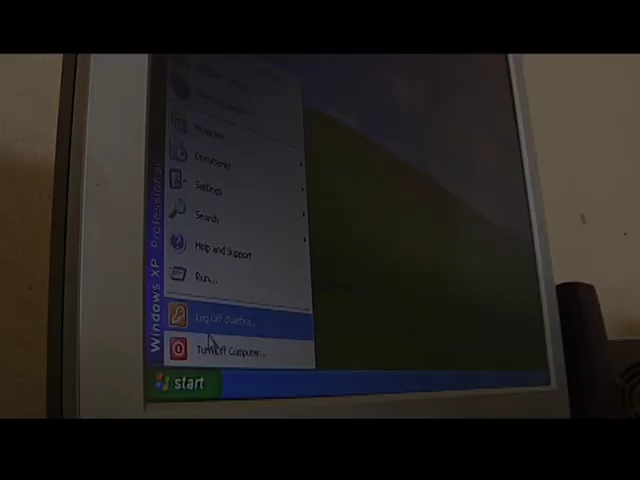 Programs
Documents
Settings
Search
Help and Support
Run...
Log Off
Turn Off Computer...
Windows XP Professional
start